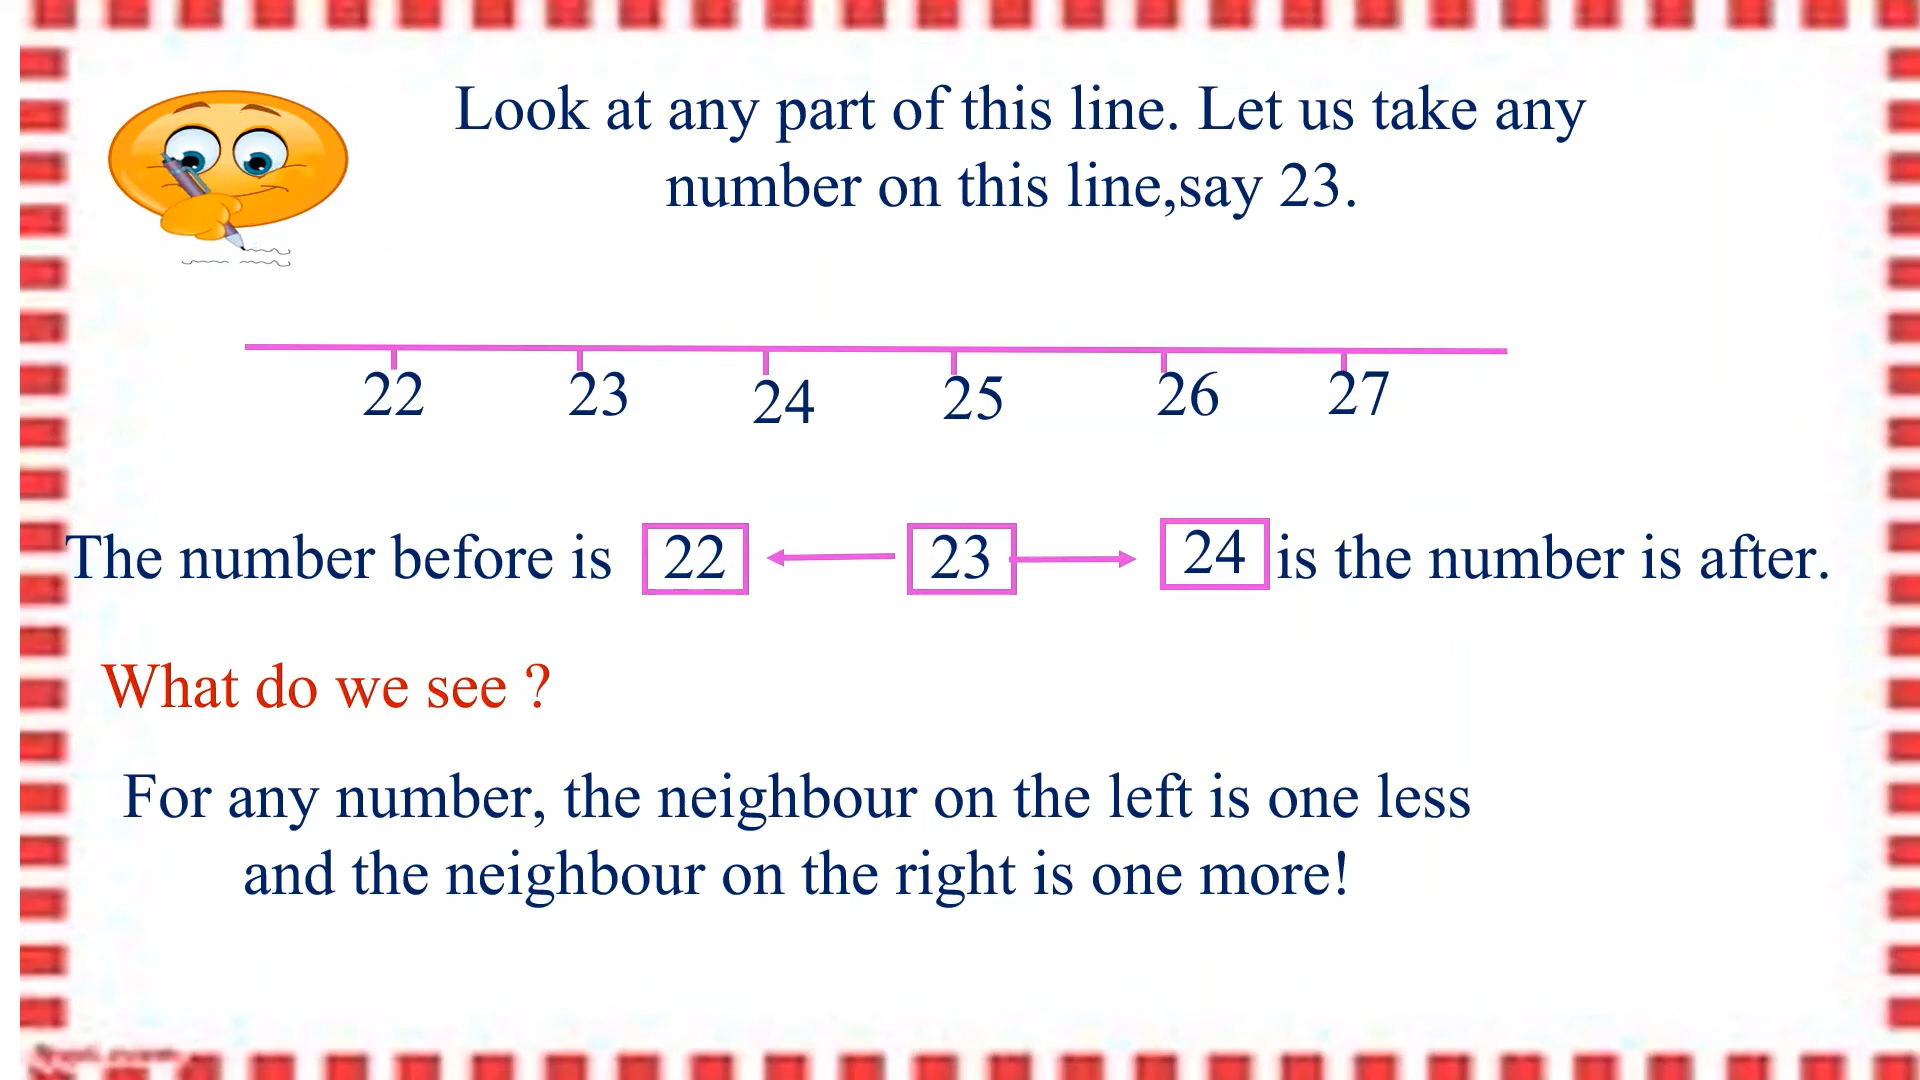 Look at any part of this line. Let us take any
number on this line,say 23.
22 23 24 25 26 27
The number before is 22 23 24 is the number is after.
What do we see ?
For any number, the neighbour on the left is one less
and the neighbour on the right is one more!